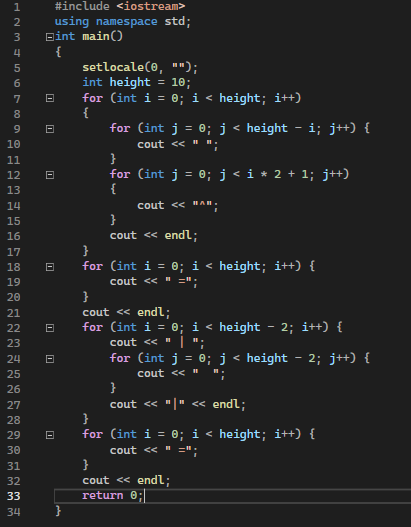 1 #include <iostream>
2 using namespace std;
3 int main()
4 {
5     setlocale(0, "");
6     int height = 10;
7     for (int i = 0; i < height; i++)
8     {
9         for (int j = 0; j < height - i; j++) {
10             cout << " ";
11         }
12         for (int j = 0; j < i * 2 + 1; j++)
13         {
14             cout << "^";
15         }
16         cout << endl;
17     }
18     for (int i = 0; i < height; i++) {
19         cout << " =";
20     }
21     cout << endl;
22     for (int i = 0; i < height - 2; i++) {
23         cout << " | ";
24         for (int j = 0; j < height - 2; j++) {
25             cout << "  ";
26         }
27         cout << "|" << endl;
28     }
29     for (int i = 0; i < height; i++) {
30         cout << " =";
31     }
32     cout << endl;
33     return 0;
34 }